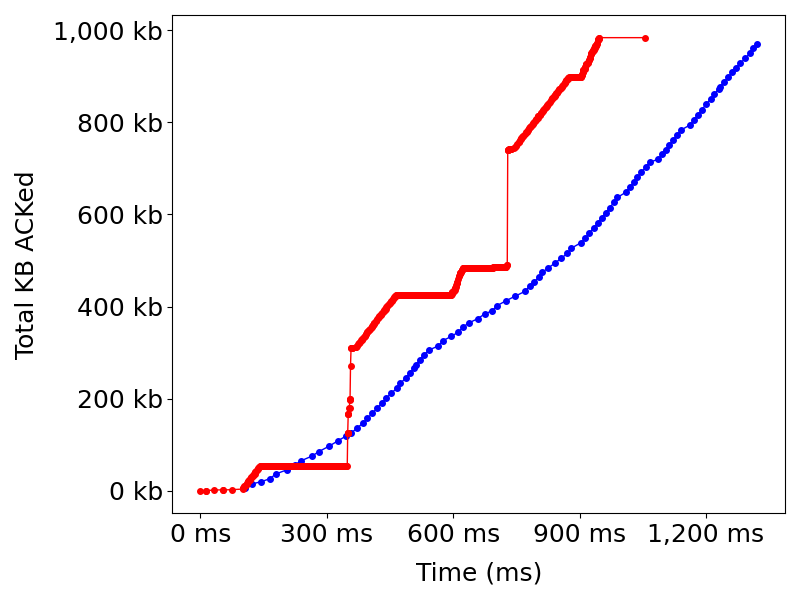 1,000 kb
800 kb
600 kb
400 kb
200 kb
0 kb
Total KB ACKed
0 ms 300 ms 600 ms 900 ms 1,200 ms
Time (ms)